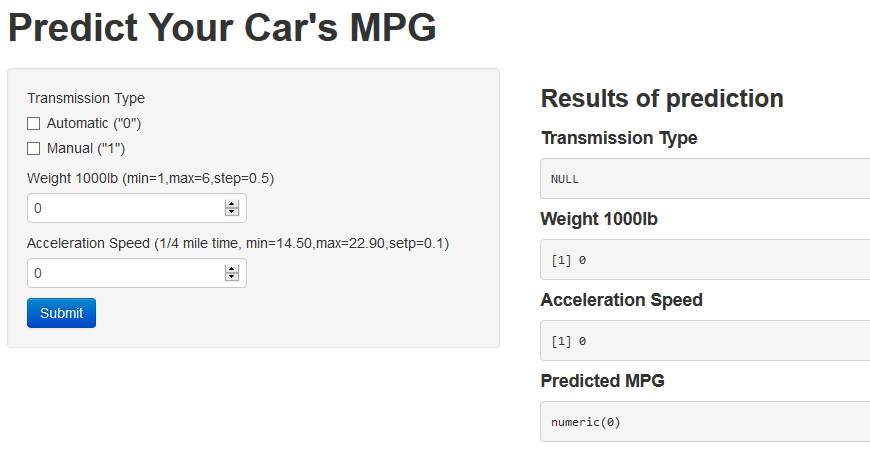 Predict Your Car's MPG
Transmission Type
Automatic ("0")
Manual ("1")
Weight 1000lb (min=1,max=6,step=0.5)
0
Acceleration Speed (1/4 mile time, min=14.50,max=22.90,setp=0.1)
0
Submit
Results of prediction
Transmission Type
NULL
Weight 1000lb
[1] 0
Acceleration Speed
[1] 0
Predicted MPG
numeric(0)